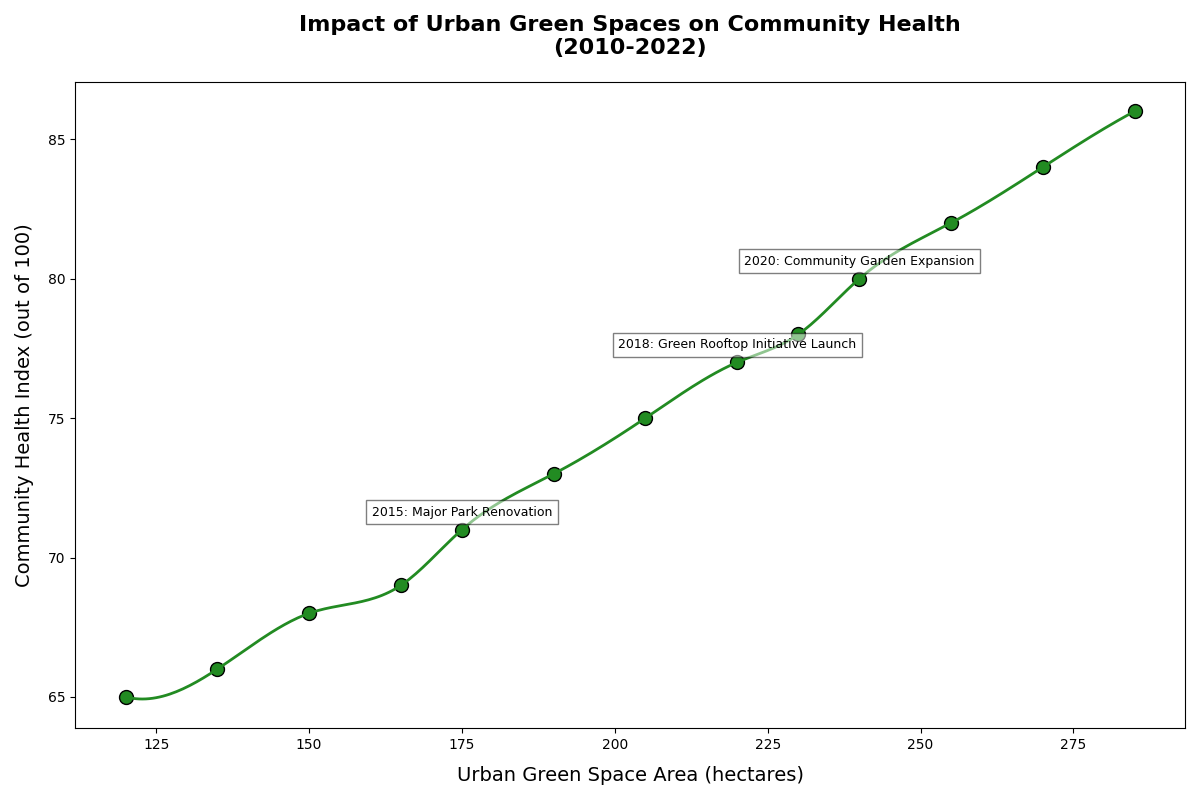 Impact of Urban Green Spaces on Community Health
(2010-2022)
Community Health Index (out of 100)
85
80
75
70
65
2020: Community Garden Expansion
2018: Green Rooftop Initiative Launch
2015: Major Park Renovation
125
150
175
200
225
250
275
Urban Green Space Area (hectares)